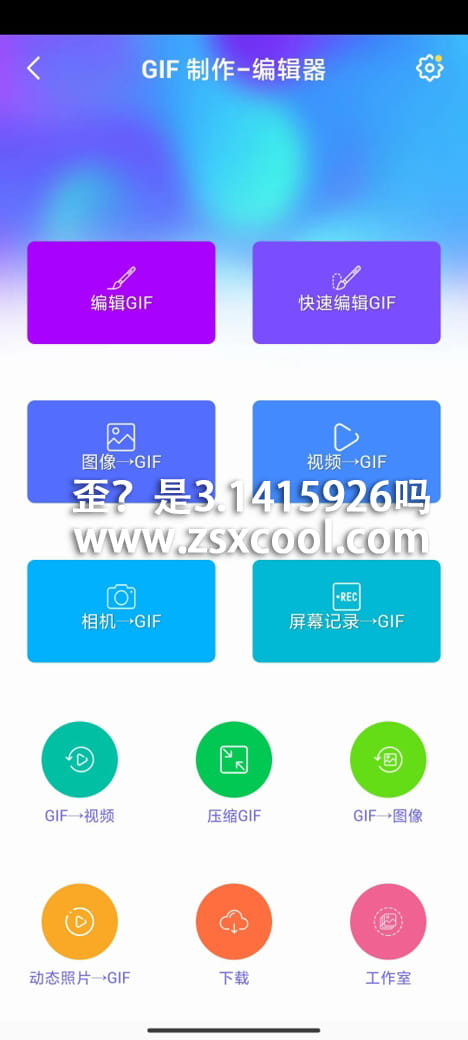 GIF 制作-编辑器
编辑GIF
快速编辑GIF
图像→GIF
视频→GIF
歪？是3.1415926吗
www.zsxcool.com
相机→GIF
•REC
屏幕记录→GIF
GIF→视频
压缩GIF
GIF→图像
动态照片→GIF
下载
工作室